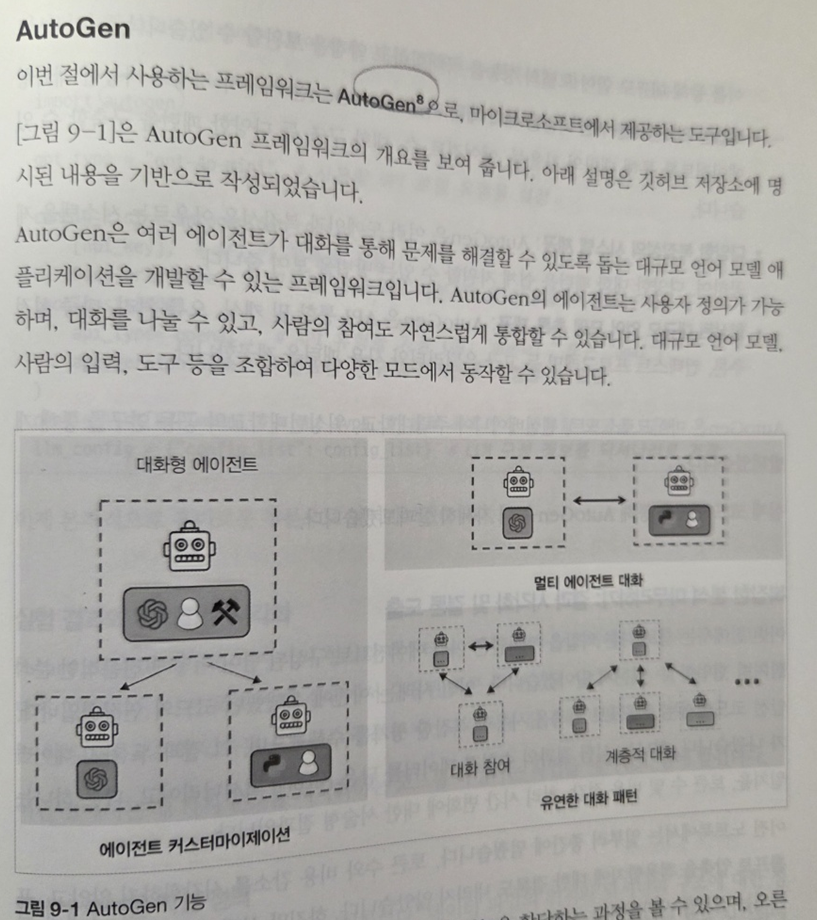 AutoGen
이번 절에서 사용하는 프레임워크는 AutoGen⁸ 로, 마이크로소프트에서 제공하는 도구입니다.
[그림 9-1]은 AutoGen 프레임워크의 개요를 보여 줍니다. 아래 설명은 깃허브 저장소에 명
시된 내용을 기반으로 작성되었습니다.
AutoGen은 여러 에이전트가 대화를 통해 문제를 해결할 수 있도록 돕는 대규모 언어 모델 애
플리케이션을 개발할 수 있는 프레임워크입니다. AutoGen의 에이전트는 사용자 정의가 가능
하며, 대화를 나눌 수 있고, 사람의 참여도 자연스럽게 통합할 수 있습니다. 대규모 언어 모델,
사람의 입력, 도구 등을 조합하여 다양한 모드에서 동작할 수 있습니다.
대화형 에이전트
에이전트 커스터마이제이션
멀티 에이전트 대화
대화 참여
계층적 대화
유연한 대화 패턴
그림 9-1 AutoGen 기능
과정을 볼 수 있으며, 오른